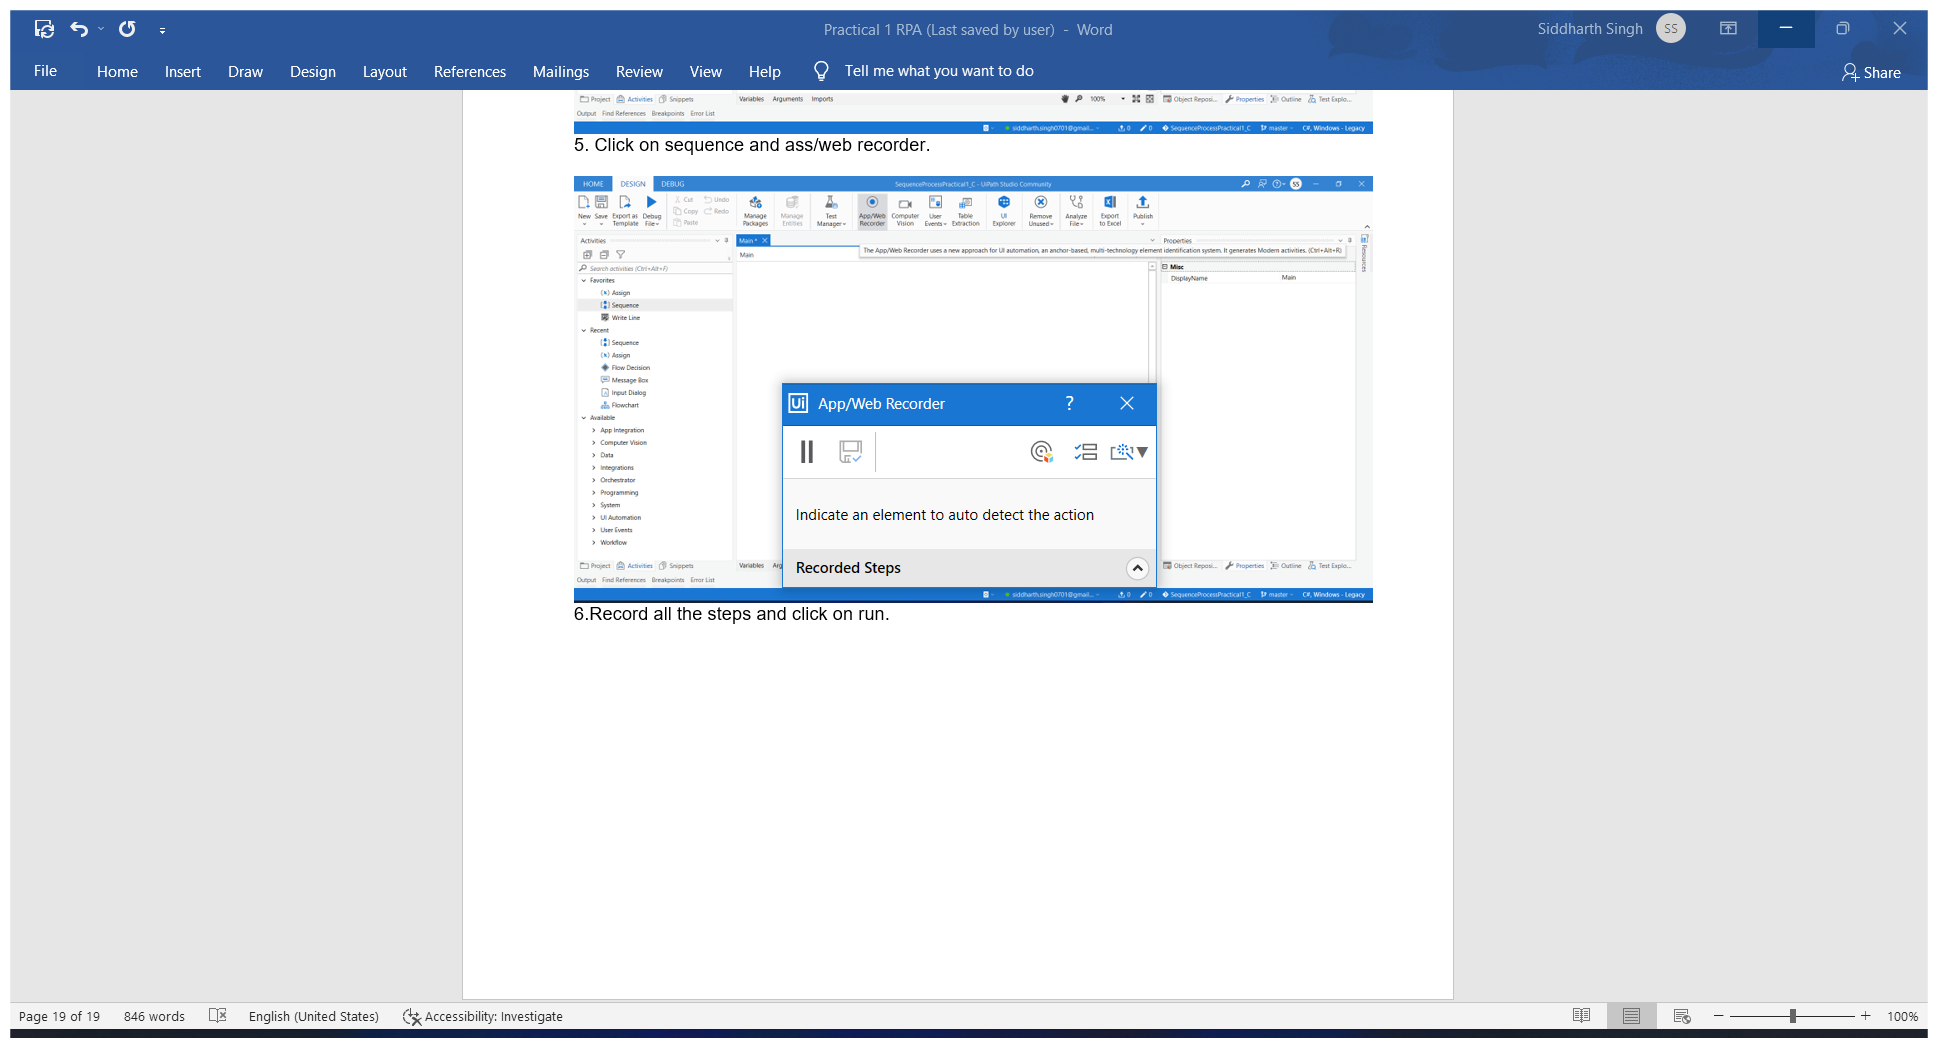 Practical 1 RPA (Last saved by user) - Word
Siddharth Singh SS
File Home Insert Draw Design Layout References Mailings Review View Help Tell me what you want to do Share
Project Activities Snippets Variables Arguments Imports 100% Object Reposi... Properties Outline Test Explo...
Output Find References Breakpoints Error List
siddharth.singh0701@gmail... 0 0 SequenceProcessPractical1_C master C#, Windows - Legacy
5. Click on sequence and ass/web recorder.
HOME DESIGN DEBUG SequenceProcessPractical1_C - UiPath Studio Community SS
Cut Undo
Copy Redo
Paste
New Save Export as Template Debug File Manage Packages Manage Entities Test Manager App/Web Recorder Computer Vision User Events Table Extraction UI Explorer Remove Unused Analyze File Export to Excel Publish
Activities Main * Properties
The App/Web Recorder uses a new approach for UI automation, an anchor-based, multi-technology element identification system. It generates Modern activities. (Ctrl+Alt+R)
Main
Resources
Search activities (Ctrl+Alt+F)
Misc
DisplayName Main
Favorites
Assign
Sequence
Write Line
Recent
Sequence
Assign
Flow Decision
Message Box
Input Dialog
Flowchart
Available
App Integration
Computer Vision
Data
Integrations
Orchestrator
Programming
System
UI Automation
User Events
Workflow
Ui App/Web Recorder ?
Indicate an element to auto detect the action
Recorded Steps
Project Activities Snippets Variables Arg Object Reposi... Properties Outline Test Explo...
Output Find References Breakpoints Error List
siddharth.singh0701@gmail... 0 0 SequenceProcessPractical1_C master C#, Windows - Legacy
6.Record all the steps and click on run.
Page 19 of 19 846 words English (United States) Accessibility: Investigate 100%